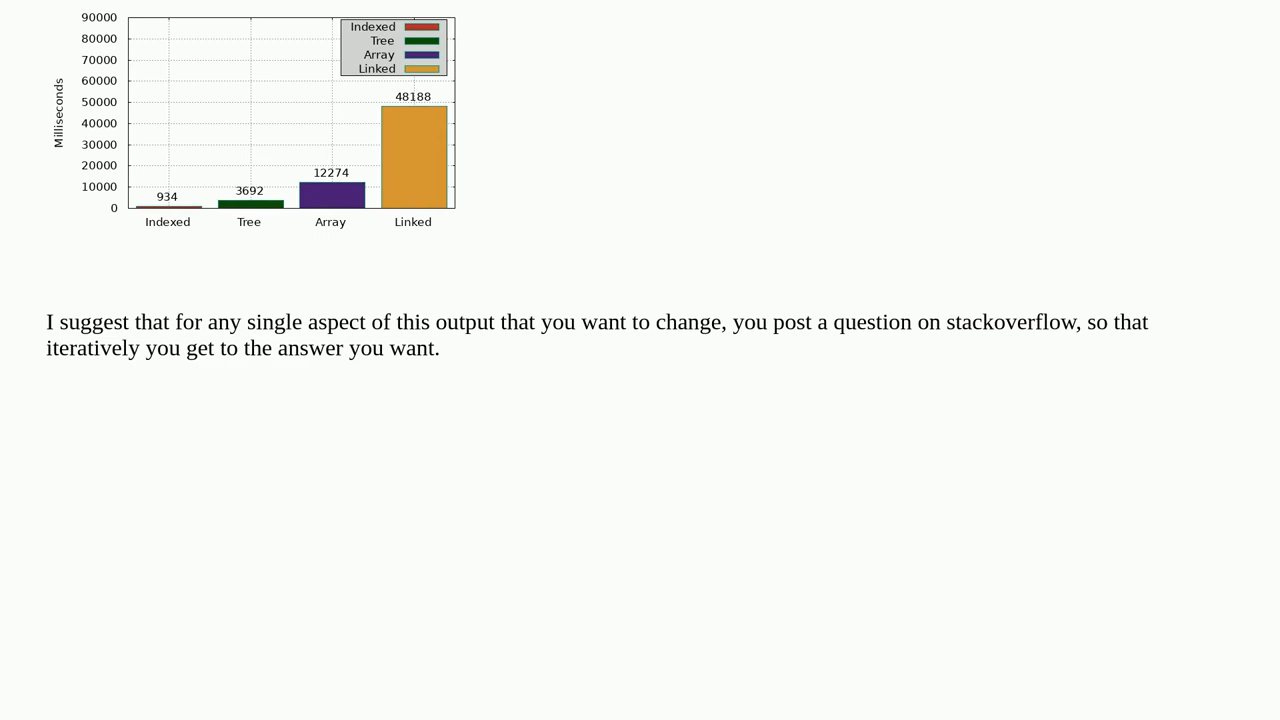 90000
80000
70000
60000
50000
40000
30000
20000
10000
0
Milliseconds
Indexed
Tree
Array
Linked
934
3692
12274
48188
Indexed Tree Array Linked
I suggest that for any single aspect of this output that you want to change, you post a question on stackoverflow, so that
iteratively you get to the answer you want.